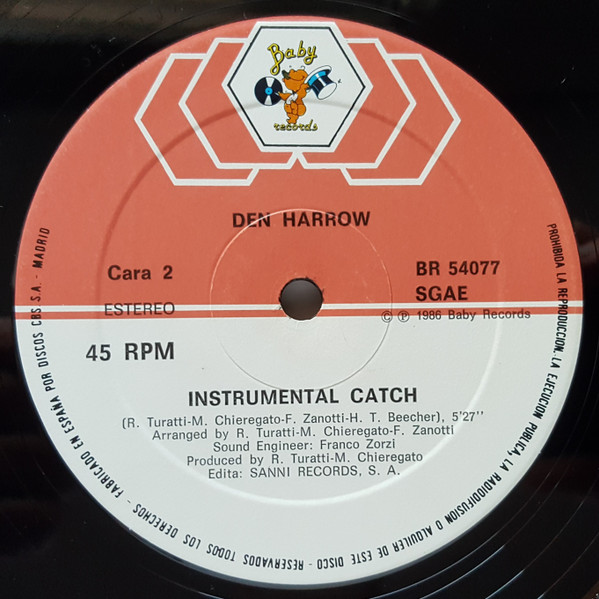 Baby
records
DEN HARROW
Cara 2
ESTEREO
BR 54077
SGAE
© ℗ 1986 Baby Records
45 RPM
INSTRUMENTAL CATCH
(R. Turatti-M. Chieregato-F. Zanotti-H. T. Beecher), 5'27''
Arranged by R. Turatti-M. Chieregato-F. Zanotti
Sound Engineer: Franco Zorzi
Produced by R. Turatti-M. Chieregato
Edita: SANNI RECORDS, S. A.
PROHIBIDA LA REPRODUCCION, LA EJECUCION PUBLICA, LA RADIODIFUSION O ALQUILER DE ESTE DISCO - RESERVADOS TODOS LOS DERECHOS - FABRICADO EN ESPAÑA POR DISCOS CBS S.A. - MADRID